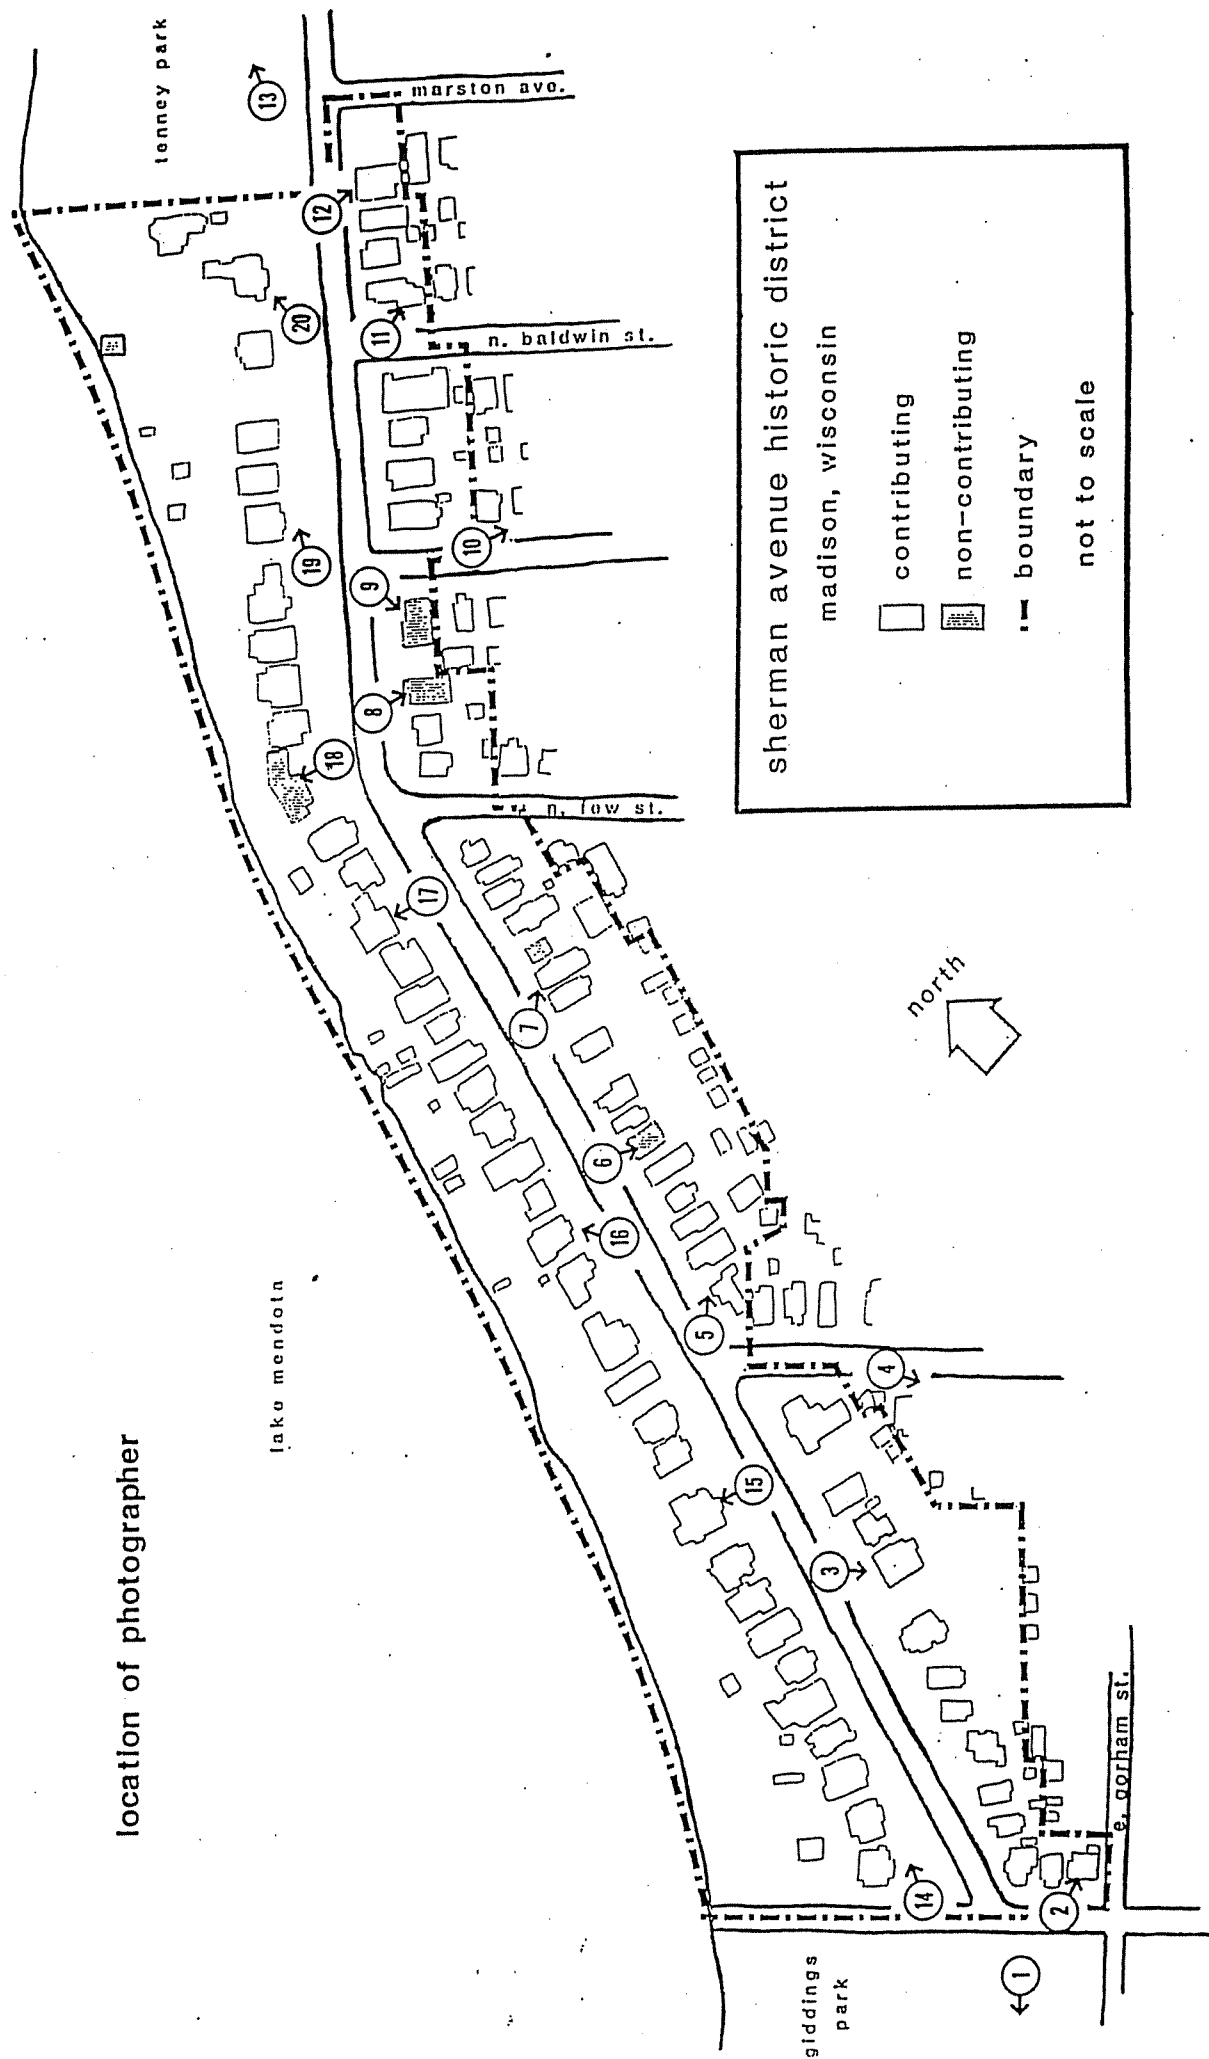 location of photographer
lake mendota
tenney park
giddings
park
marston ave.
n. baldwin st.
n. low st.
e. gorham st.
north
1
2
3
4
5
6
7
8
9
10
11
12
13
14
15
16
17
18
19
20
sherman avenue historic district
madison, wisconsin
contributing
non-contributing
boundary
not to scale